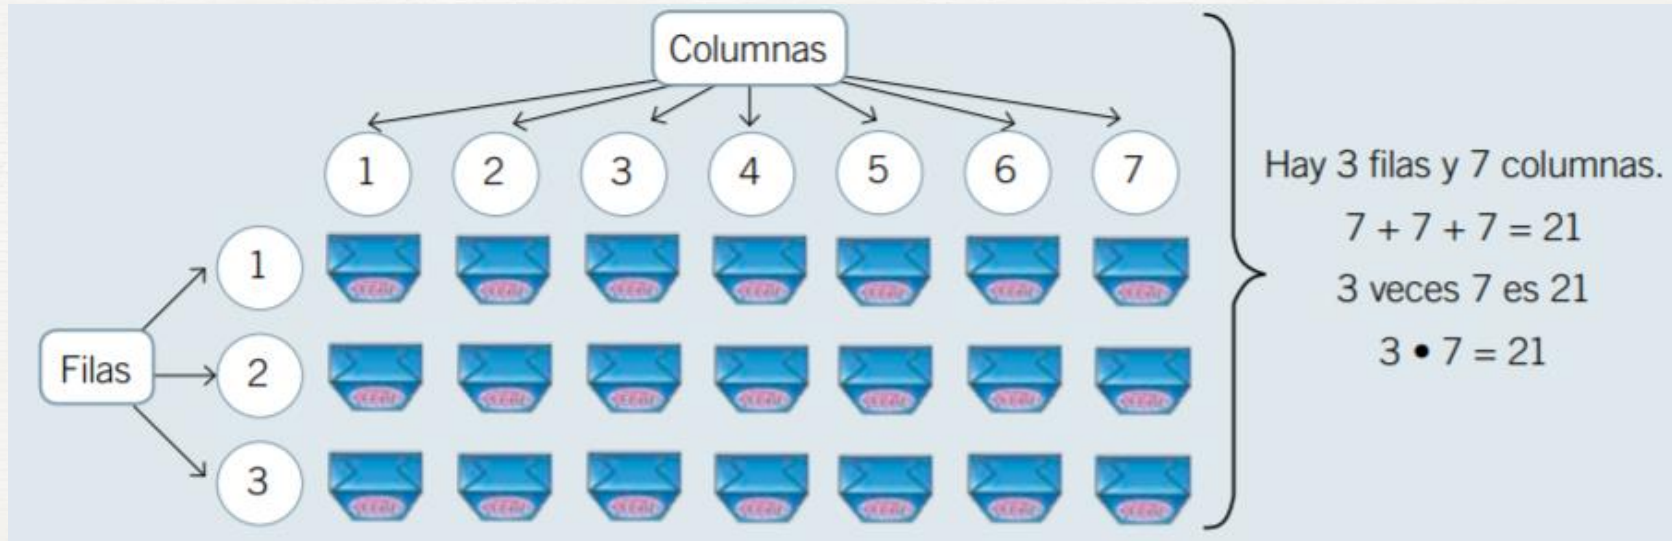 Columnas
1 2 3 4 5 6 7
Hay 3 filas y 7 columnas.
7 + 7 + 7 = 21
3 veces 7 es 21
3 • 7 = 21
Filas
1
2
3